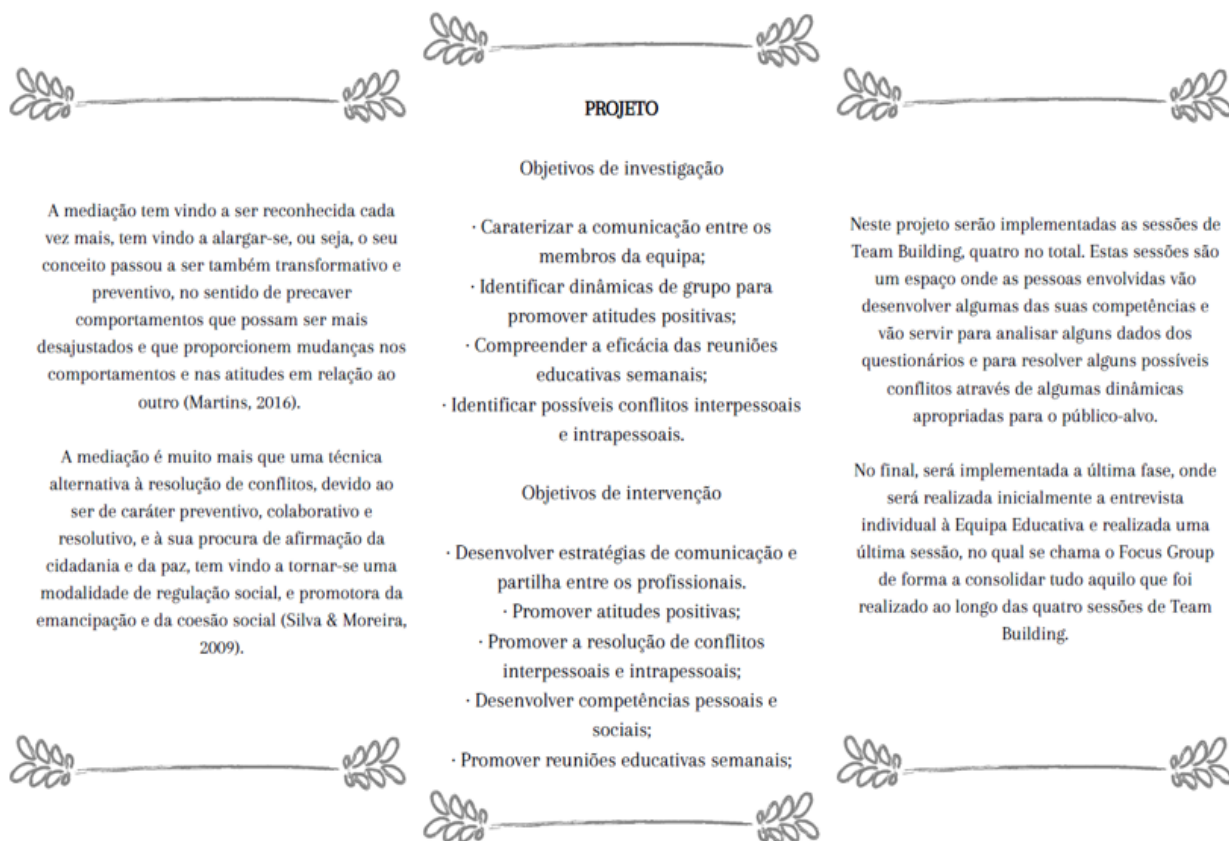 A mediação tem vindo a ser reconhecida cada
vez mais, tem vindo a alargar-se, ou seja, o seu
conceito passou a ser também transformativo e
preventivo, no sentido de precaver
comportamentos que possam ser mais
desajustados e que proporcionem mudanças nos
comportamentos e nas atitudes em relação ao
outro (Martins, 2016).
A mediação é muito mais que uma técnica
alternativa à resolução de conflitos, devido ao
ser de caráter preventivo, colaborativo e
resolutivo, e à sua procura de afirmação da
cidadania e da paz, tem vindo a tornar-se uma
modalidade de regulação social, e promotora da
emancipação e da coesão social (Silva & Moreira,
2009).
PROJETO
Objetivos de investigação
· Caraterizar a comunicação entre os
membros da equipa;
· Identificar dinâmicas de grupo para
promover atitudes positivas;
· Compreender a eficácia das reuniões
educativas semanais;
· Identificar possíveis conflitos interpessoais
e intrapessoais.
Objetivos de intervenção
· Desenvolver estratégias de comunicação e
partilha entre os profissionais.
· Promover atitudes positivas;
· Promover a resolução de conflitos
interpessoais e intrapessoais;
· Desenvolver competências pessoais e
sociais;
· Promover reuniões educativas semanais;
Neste projeto serão implementadas as sessões de
Team Building, quatro no total. Estas sessões são
um espaço onde as pessoas envolvidas vão
desenvolver algumas das suas competências e
vão servir para analisar alguns dados dos
questionários e para resolver alguns possíveis
conflitos através de algumas dinâmicas
apropriadas para o público-alvo.
No final, será implementada a última fase, onde
será realizada inicialmente a entrevista
individual à Equipa Educativa e realizada uma
última sessão, no qual se chama o Focus Group
de forma a consolidar tudo aquilo que foi
realizado ao longo das quatro sessões de Team
Building.